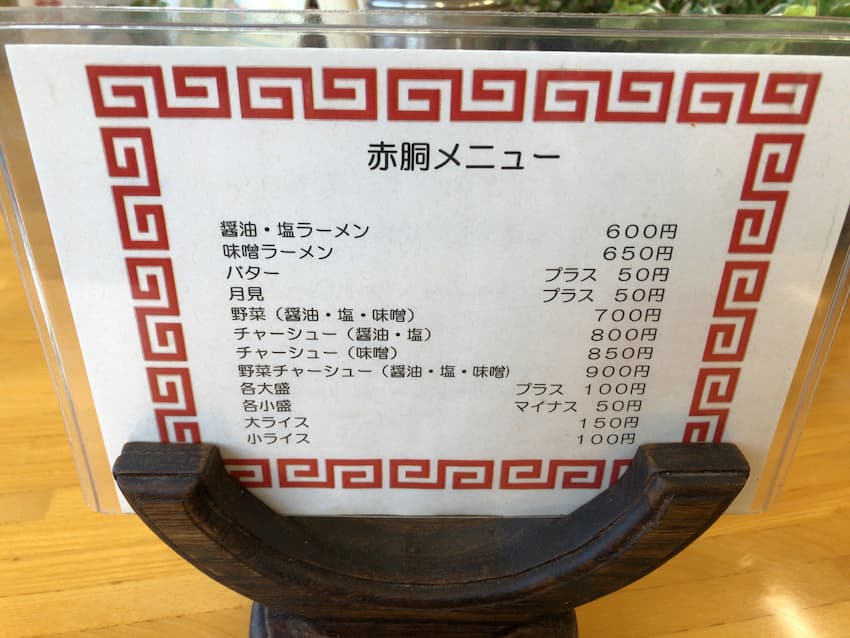 赤胴メニュー
醤油・塩ラーメン ６００円
味噌ラーメン ６５０円
バター プラス ５０円
月見 プラス ５０円
野菜（醤油・塩・味噌） ７００円
チャーシュー（醤油・塩） ８００円
チャーシュー（味噌） ８５０円
野菜チャーシュー（醤油・塩・味噌） ９００円
各大盛 プラス １００円
各小盛 マイナス ５０円
大ライス １５０円
小ライス １００円